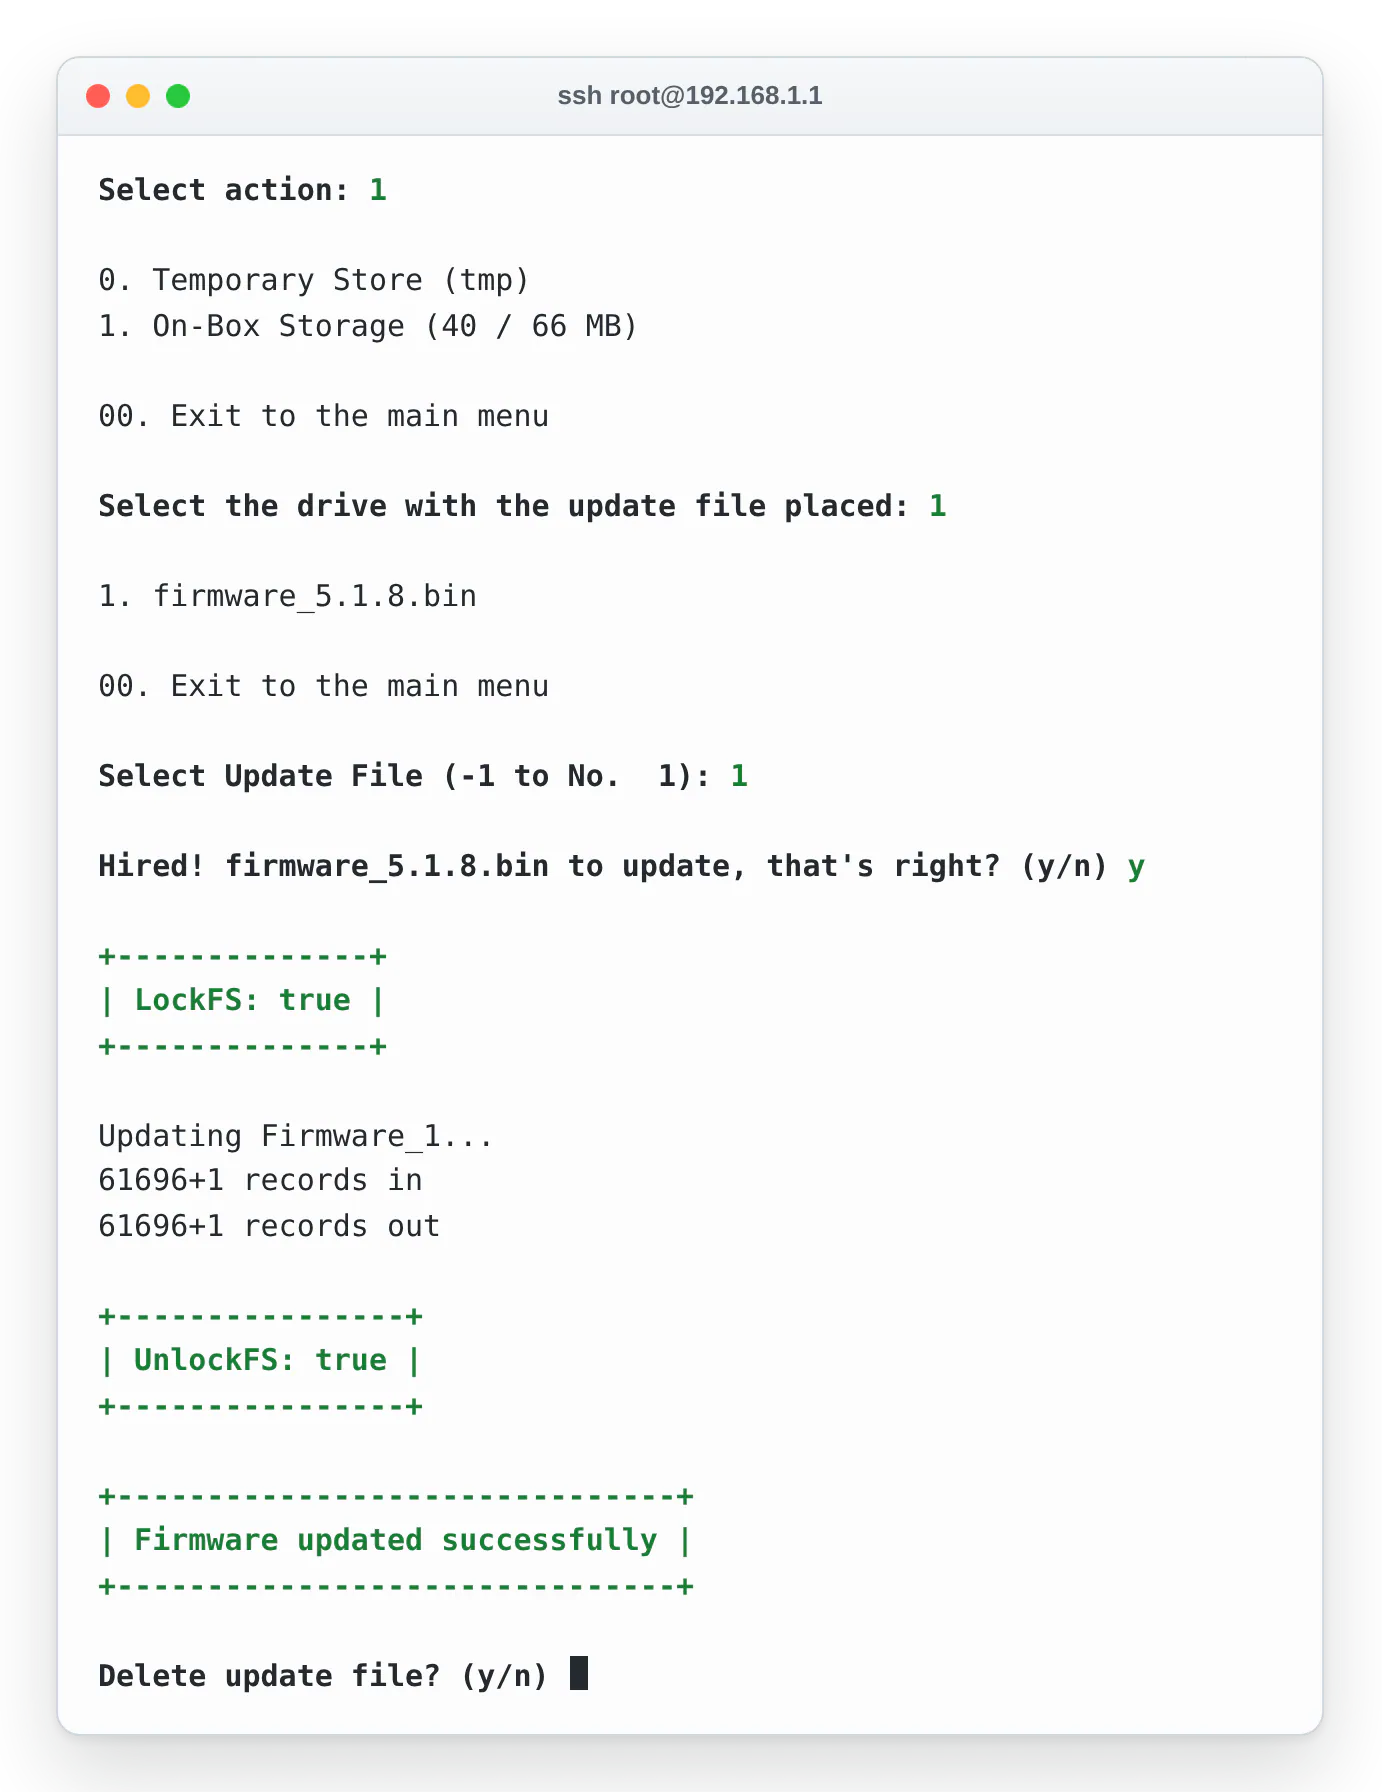 ssh root@192.168.1.1
Select action: 1
0. Temporary Store (tmp)
1. On-Box Storage (40 / 66 MB)
00. Exit to the main menu
Select the drive with the update file placed: 1
1. firmware_5.1.8.bin
00. Exit to the main menu
Select Update File (-1 to No.  1): 1
Hired! firmware_5.1.8.bin to update, that's right? (y/n) y
+--------------+
| LockFS: true |
+--------------+
Updating Firmware_1...
61696+1 records in
61696+1 records out
+----------------+
| UnlockFS: true |
+----------------+
+-------------------------------+
| Firmware updated successfully |
+-------------------------------+
Delete update file? (y/n)